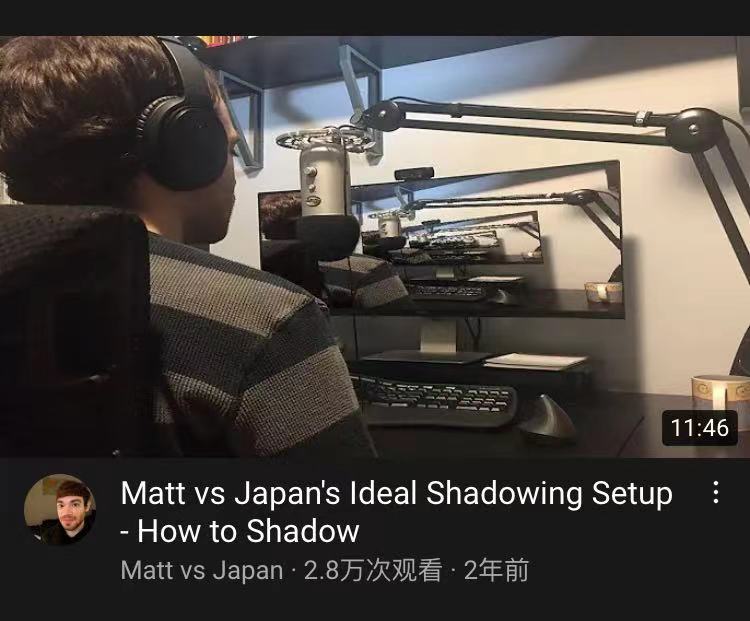 11:46
Matt vs Japan's Ideal Shadowing Setup
- How to Shadow
Matt vs Japan · 2.8万次观看 · 2年前